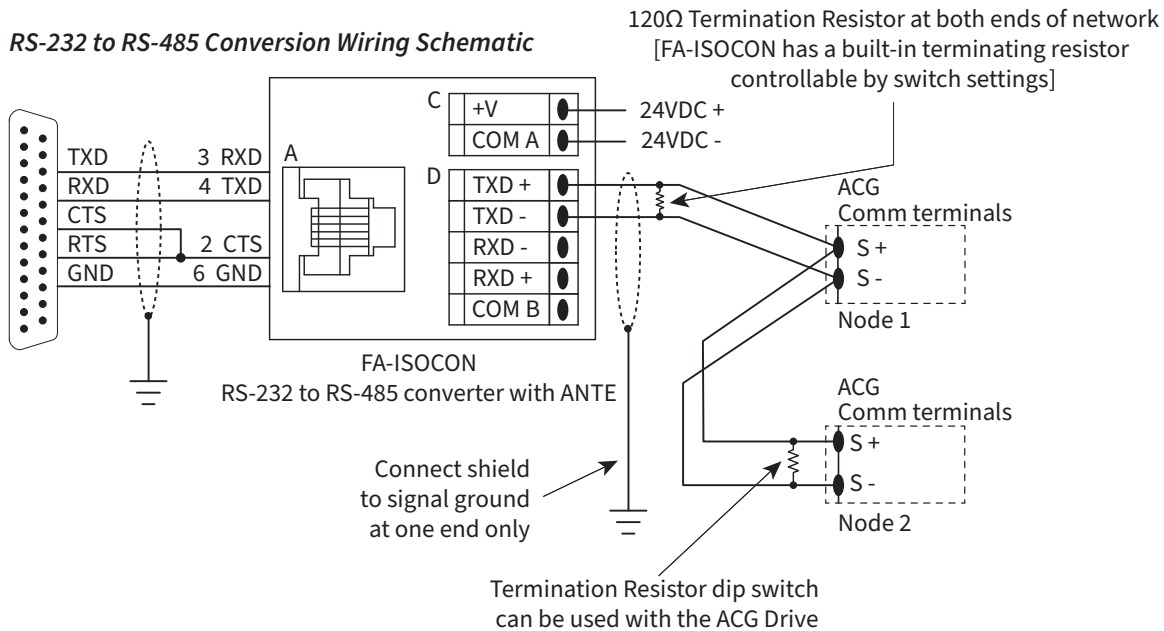 RS-232 to RS-485 Conversion Wiring Schematic
120Ω Termination Resistor at both ends of network
[FA-ISOCON has a built-in terminating resistor
controllable by switch settings]
TXD
RXD
CTS
RTS
GND
3 RXD
4 TXD
2 CTS
6 GND
A
C
+V
COM A
24VDC +
24VDC -
D
TXD +
TXD -
RXD -
RXD +
COM B
FA-ISOCON
RS-232 to RS-485 converter with ANTE
ACG
Comm terminals
S +
S -
Node 1
ACG
Comm terminals
S +
S -
Node 2
Connect shield
to signal ground
at one end only
Termination Resistor dip switch
can be used with the ACG Drive